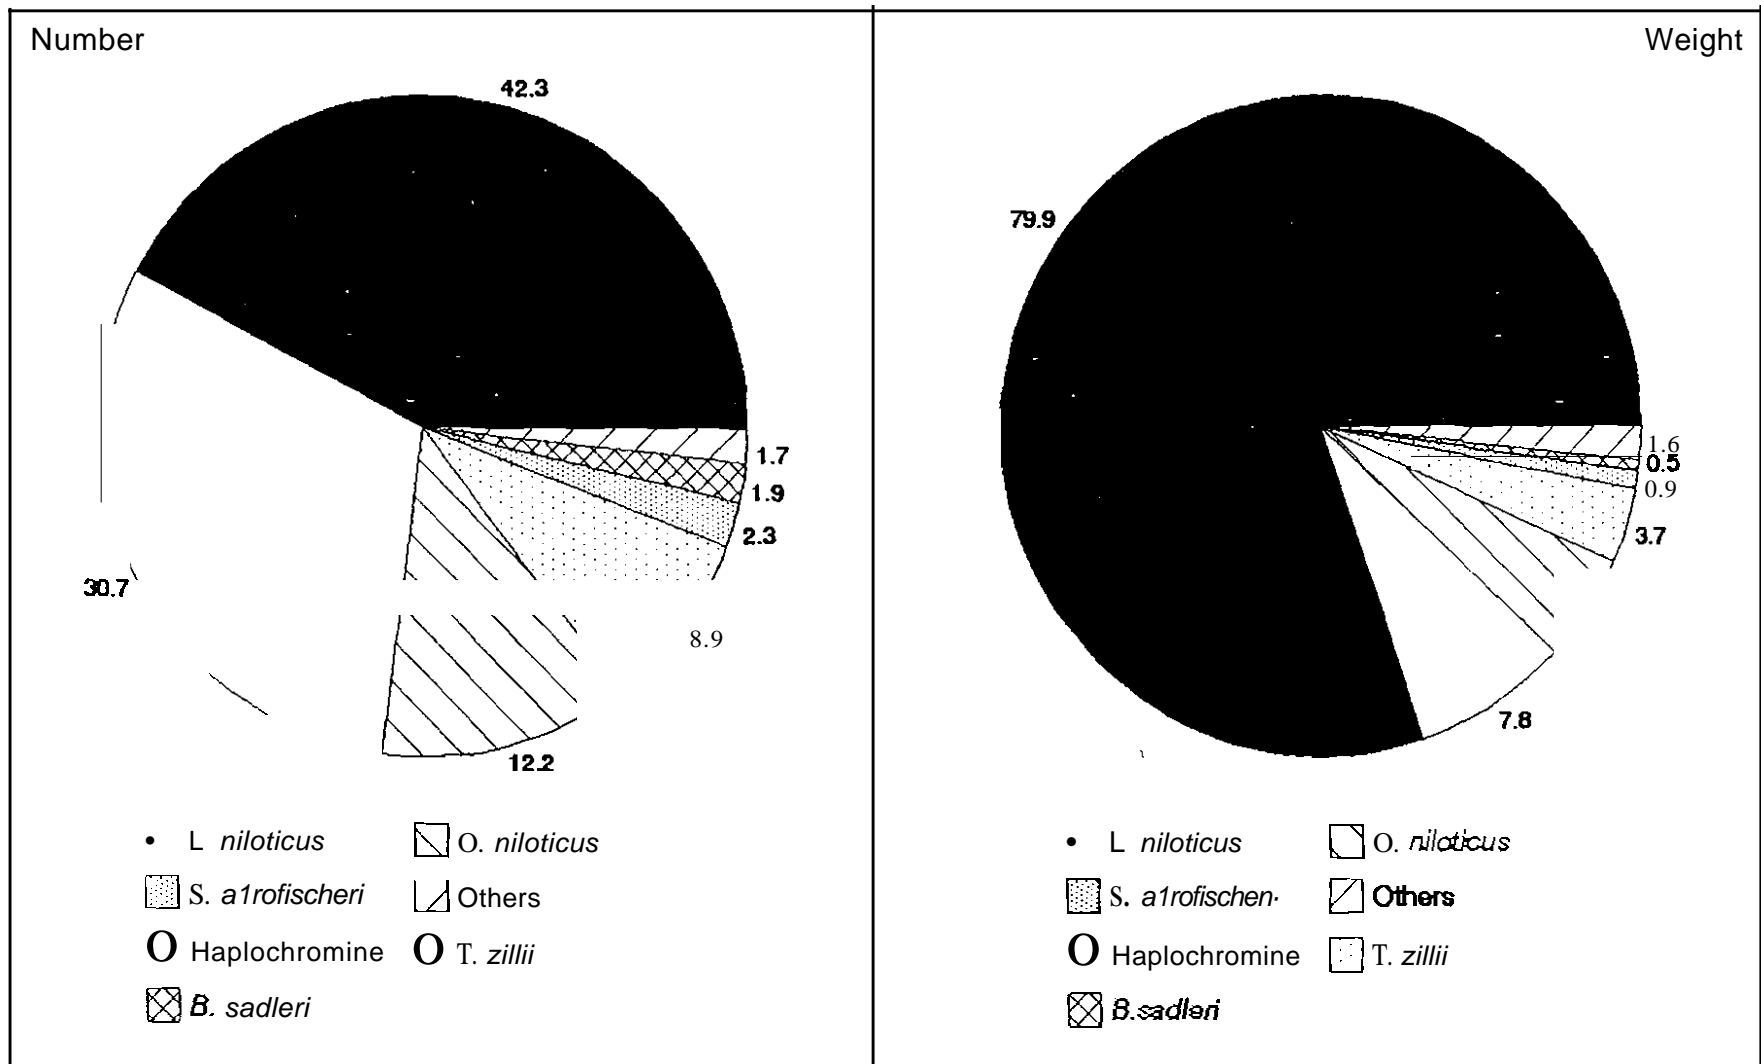 Number
42.3
1.7
1.9
2.3
30.7
8.9
12.2
• L niloticus
O. niloticus
S. a1rofischeri
Others
O Haplochromine
O T. zillii
B. sadleri
Weight
79.9
1.6
0.5
0.9
3.7
7.8
• L niloticus
O. niloticus
S. a1rofischen·
Others
O Haplochromine
T. zillii
B.sadleri